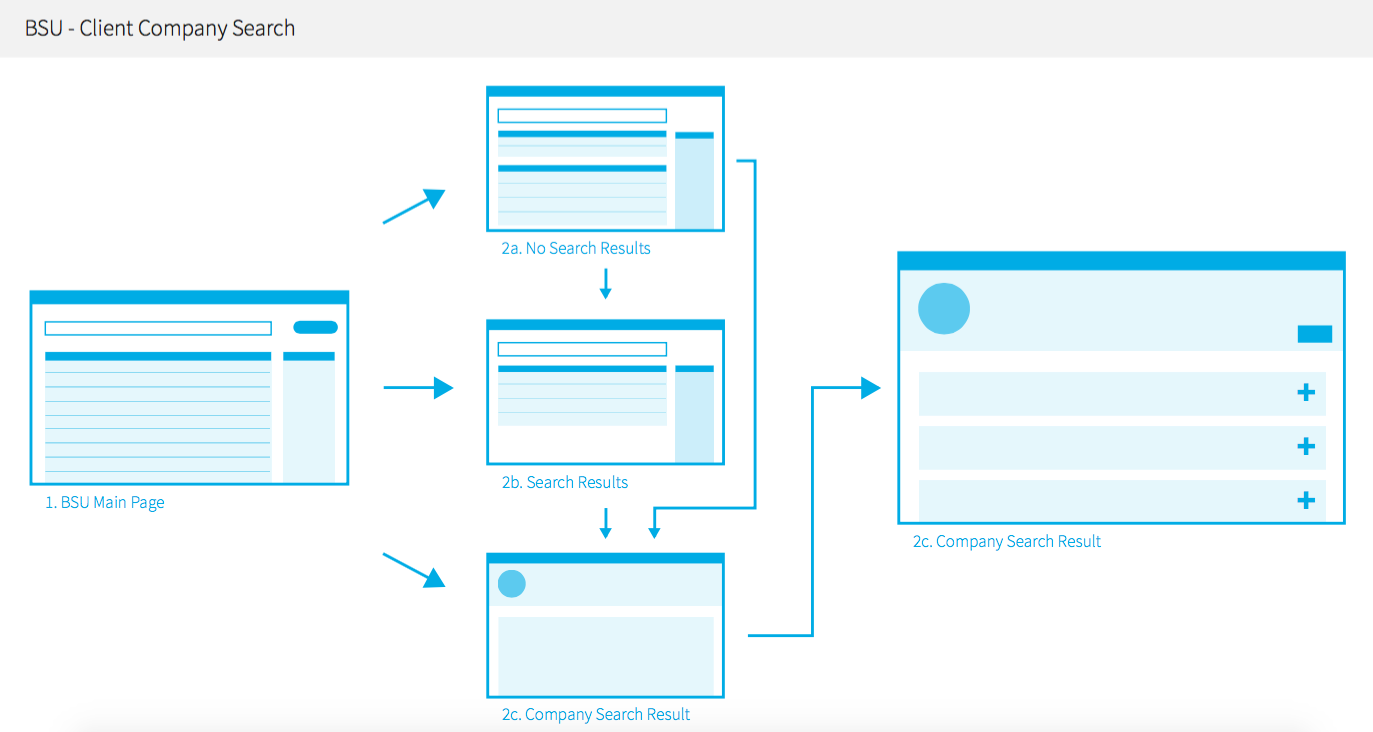 BSU - Client Company Search
2a. No Search Results
1. BSU Main Page
2b. Search Results
2c. Company Search Result
2c. Company Search Result